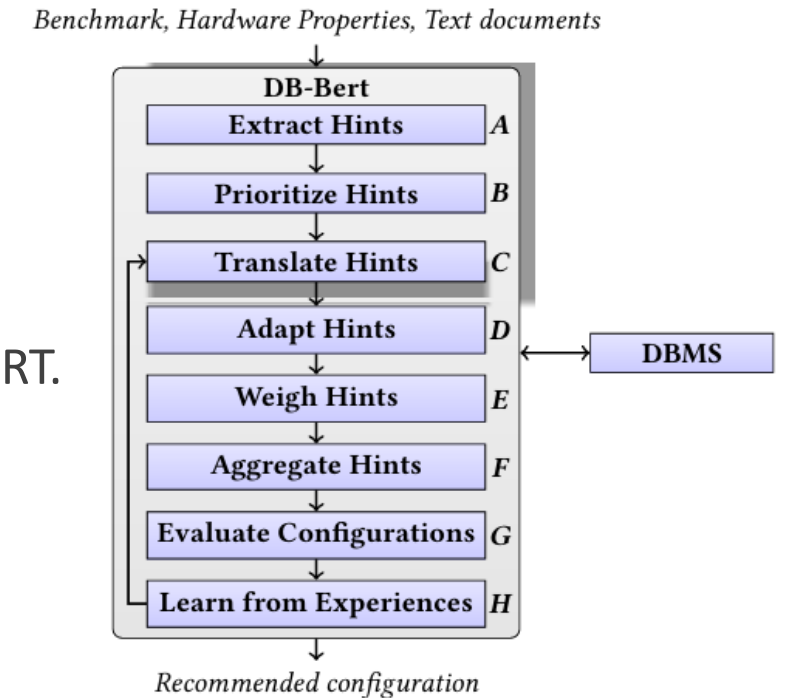 Benchmark, Hardware Properties, Text documents
DB-Bert
Extract Hints A
Prioritize Hints B
Translate Hints C
Adapt Hints D
RT.
DBMS
Weigh Hints E
Aggregate Hints F
Evaluate Configurations G
Learn from Experiences H
Recommended configuration